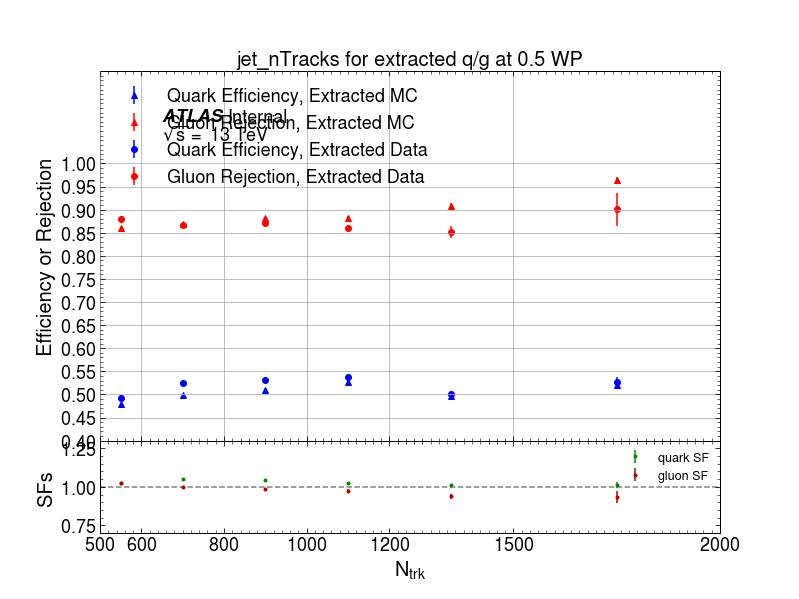 jet_nTracks for extracted q/g at 0.5 WP
Quark Efficiency, Extracted MC
ATLAS Internal
Gluon Rejection, Extracted MC
√s = 13 TeV
Quark Efficiency, Extracted Data
Gluon Rejection, Extracted Data
Efficiency or Rejection
1.00
0.95
0.90
0.85
0.80
0.75
0.70
0.65
0.60
0.55
0.50
0.45
0.40
SFs
1.25
1.00
0.75
quark SF
gluon SF
500 600 800 1000 1200 1500 2000
N_trk